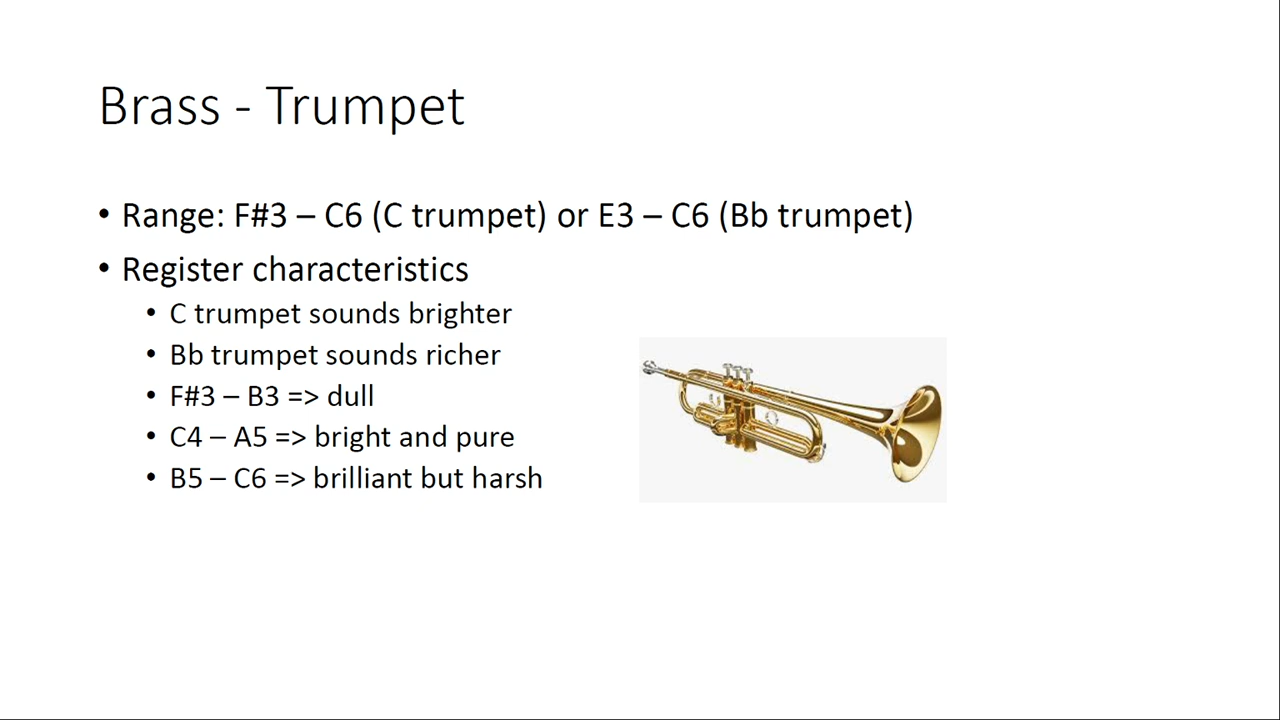 Brass - Trumpet
• Range: F#3 – C6 (C trumpet) or E3 – C6 (Bb trumpet)
• Register characteristics
• C trumpet sounds brighter
• Bb trumpet sounds richer
• F#3 – B3 => dull
• C4 – A5 => bright and pure
• B5 – C6 => brilliant but harsh